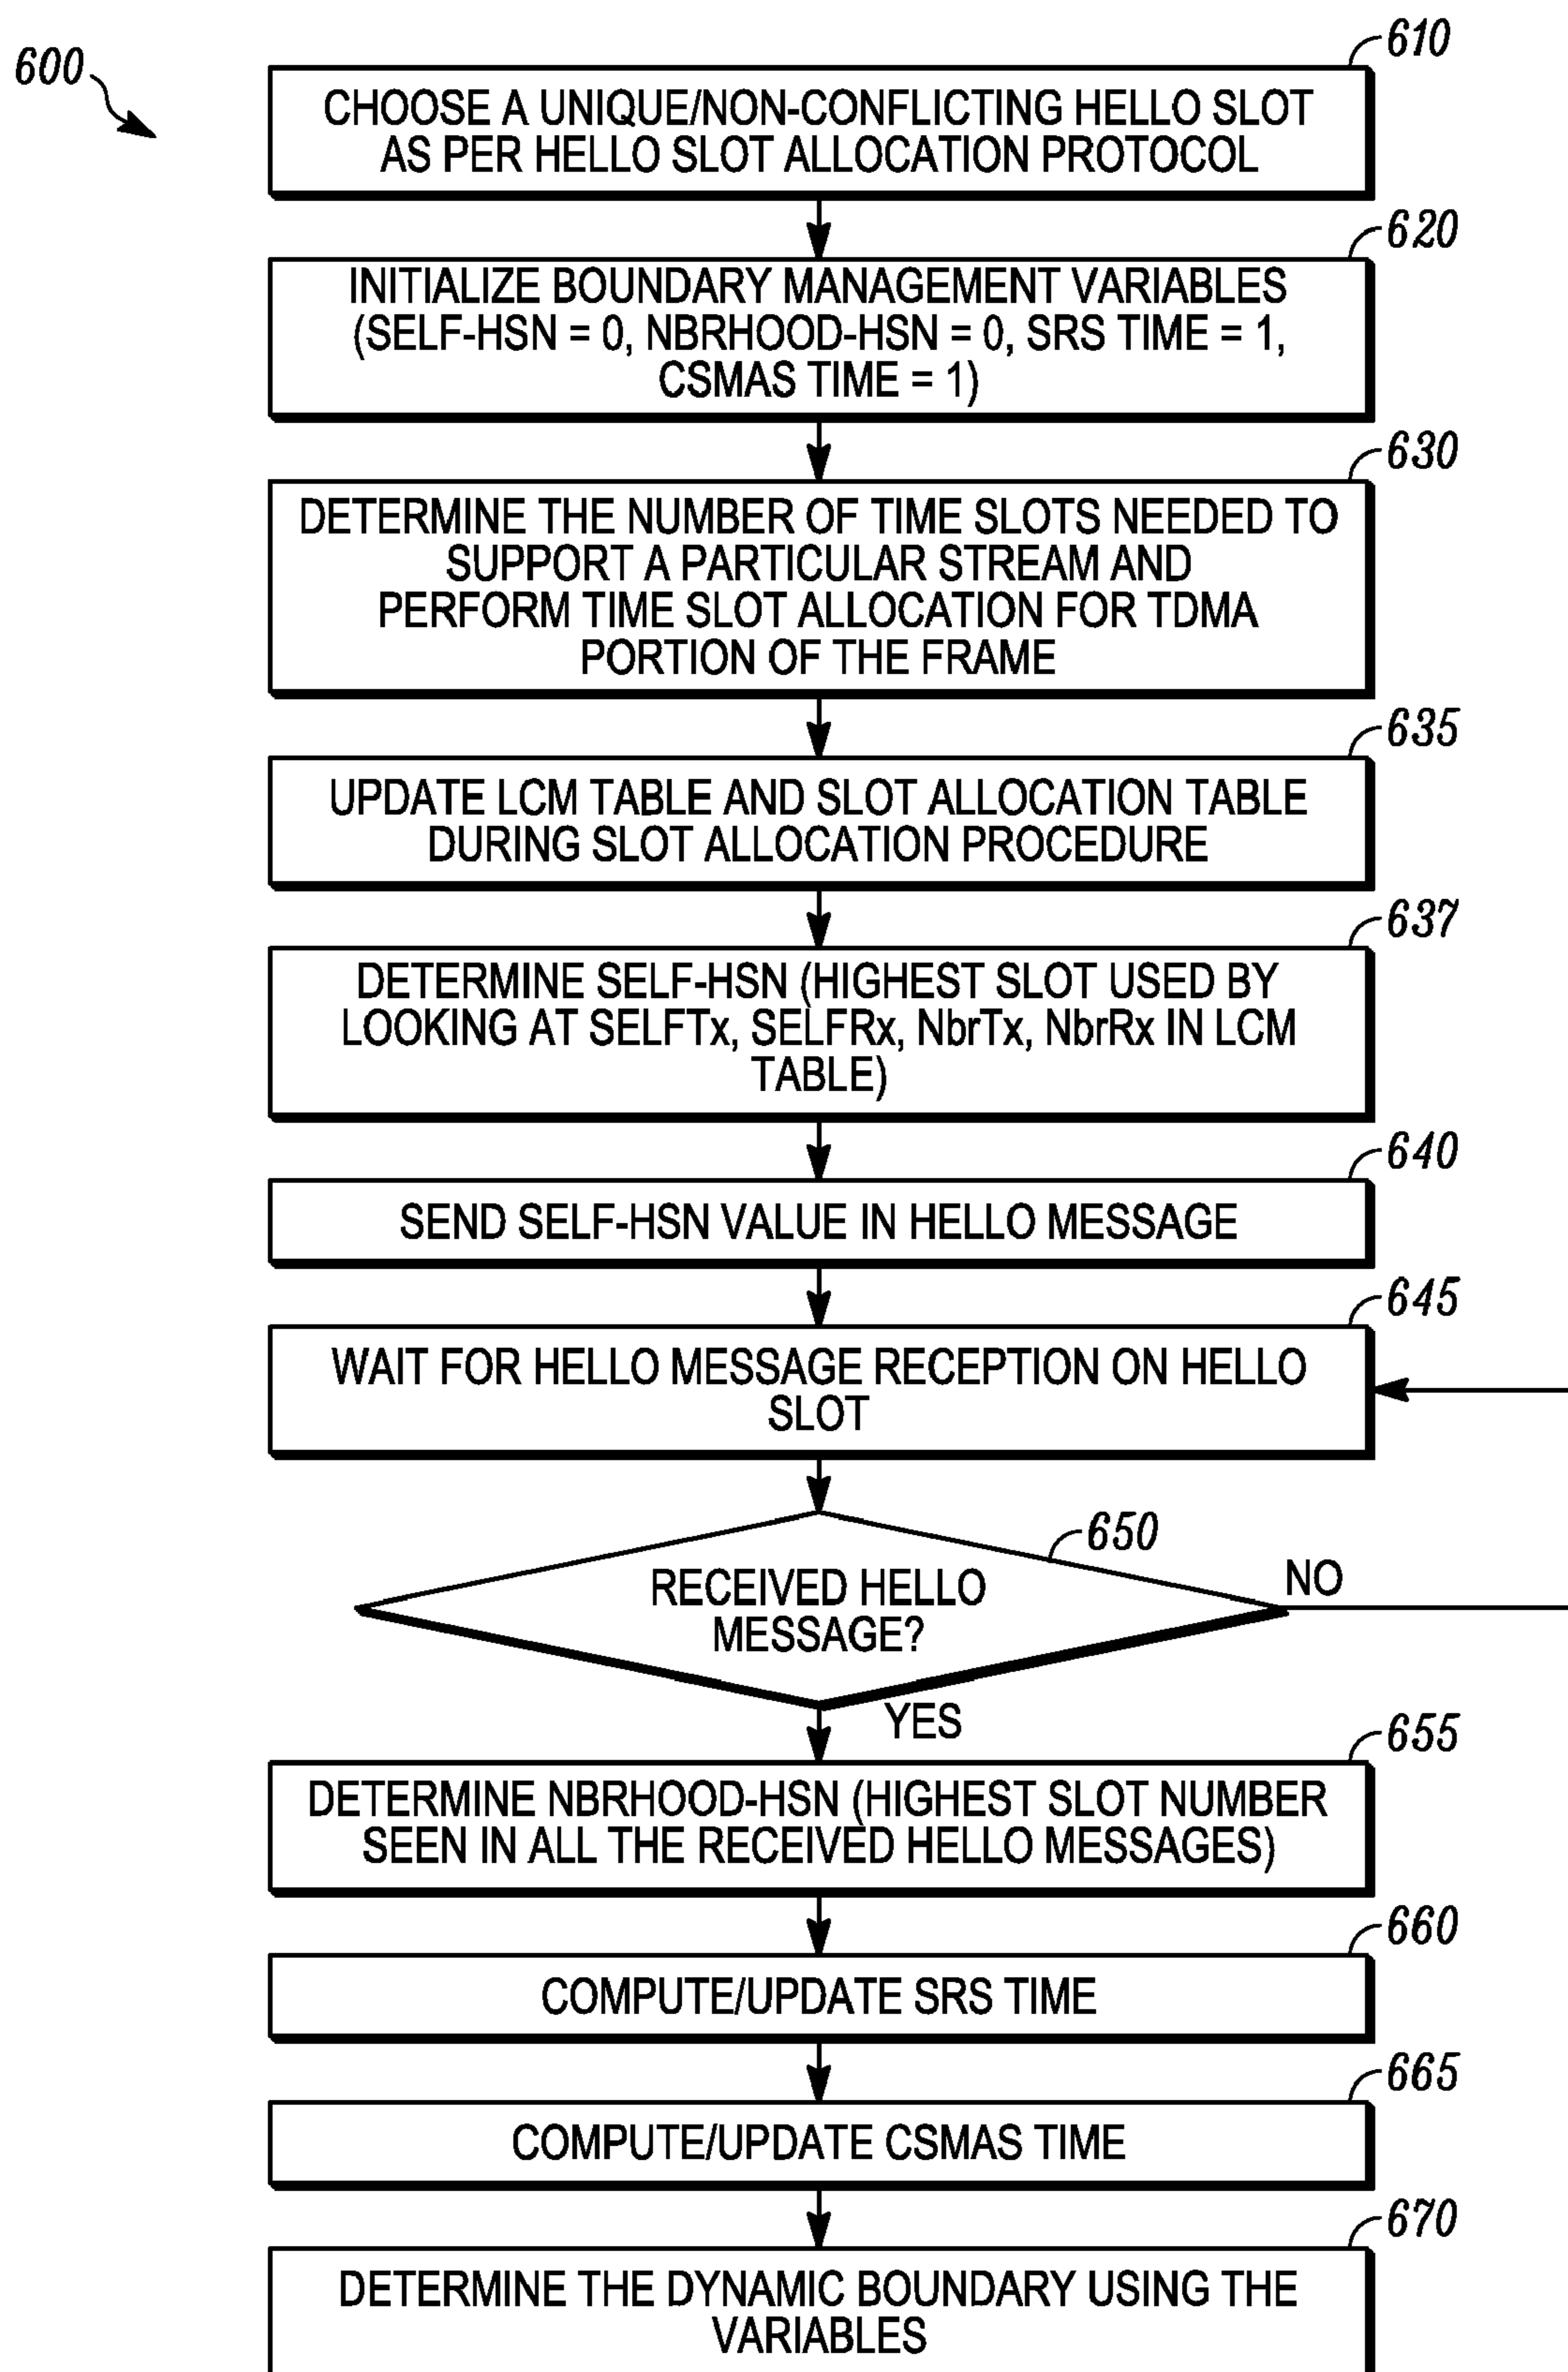 600
610
CHOOSE A UNIQUE/NON-CONFLICTING HELLO SLOT
AS PER HELLO SLOT ALLOCATION PROTOCOL
620
INITIALIZE BOUNDARY MANAGEMENT VARIABLES
(SELF-HSN = 0, NBRHOOD-HSN = 0, SRS TIME = 1,
CSMAS TIME = 1)
630
DETERMINE THE NUMBER OF TIME SLOTS NEEDED TO
SUPPORT A PARTICULAR STREAM AND
PERFORM TIME SLOT ALLOCATION FOR TDMA
PORTION OF THE FRAME
635
UPDATE LCM TABLE AND SLOT ALLOCATION TABLE
DURING SLOT ALLOCATION PROCEDURE
637
DETERMINE SELF-HSN (HIGHEST SLOT USED BY
LOOKING AT SELFTx, SELFRx, NbrTx, NbrRx IN LCM
TABLE)
640
SEND SELF-HSN VALUE IN HELLO MESSAGE
645
WAIT FOR HELLO MESSAGE RECEPTION ON HELLO
SLOT
650
RECEIVED HELLO
MESSAGE?
NO
YES
655
DETERMINE NBRHOOD-HSN (HIGHEST SLOT NUMBER
SEEN IN ALL THE RECEIVED HELLO MESSAGES)
660
COMPUTE/UPDATE SRS TIME
665
COMPUTE/UPDATE CSMAS TIME
670
DETERMINE THE DYNAMIC BOUNDARY USING THE
VARIABLES